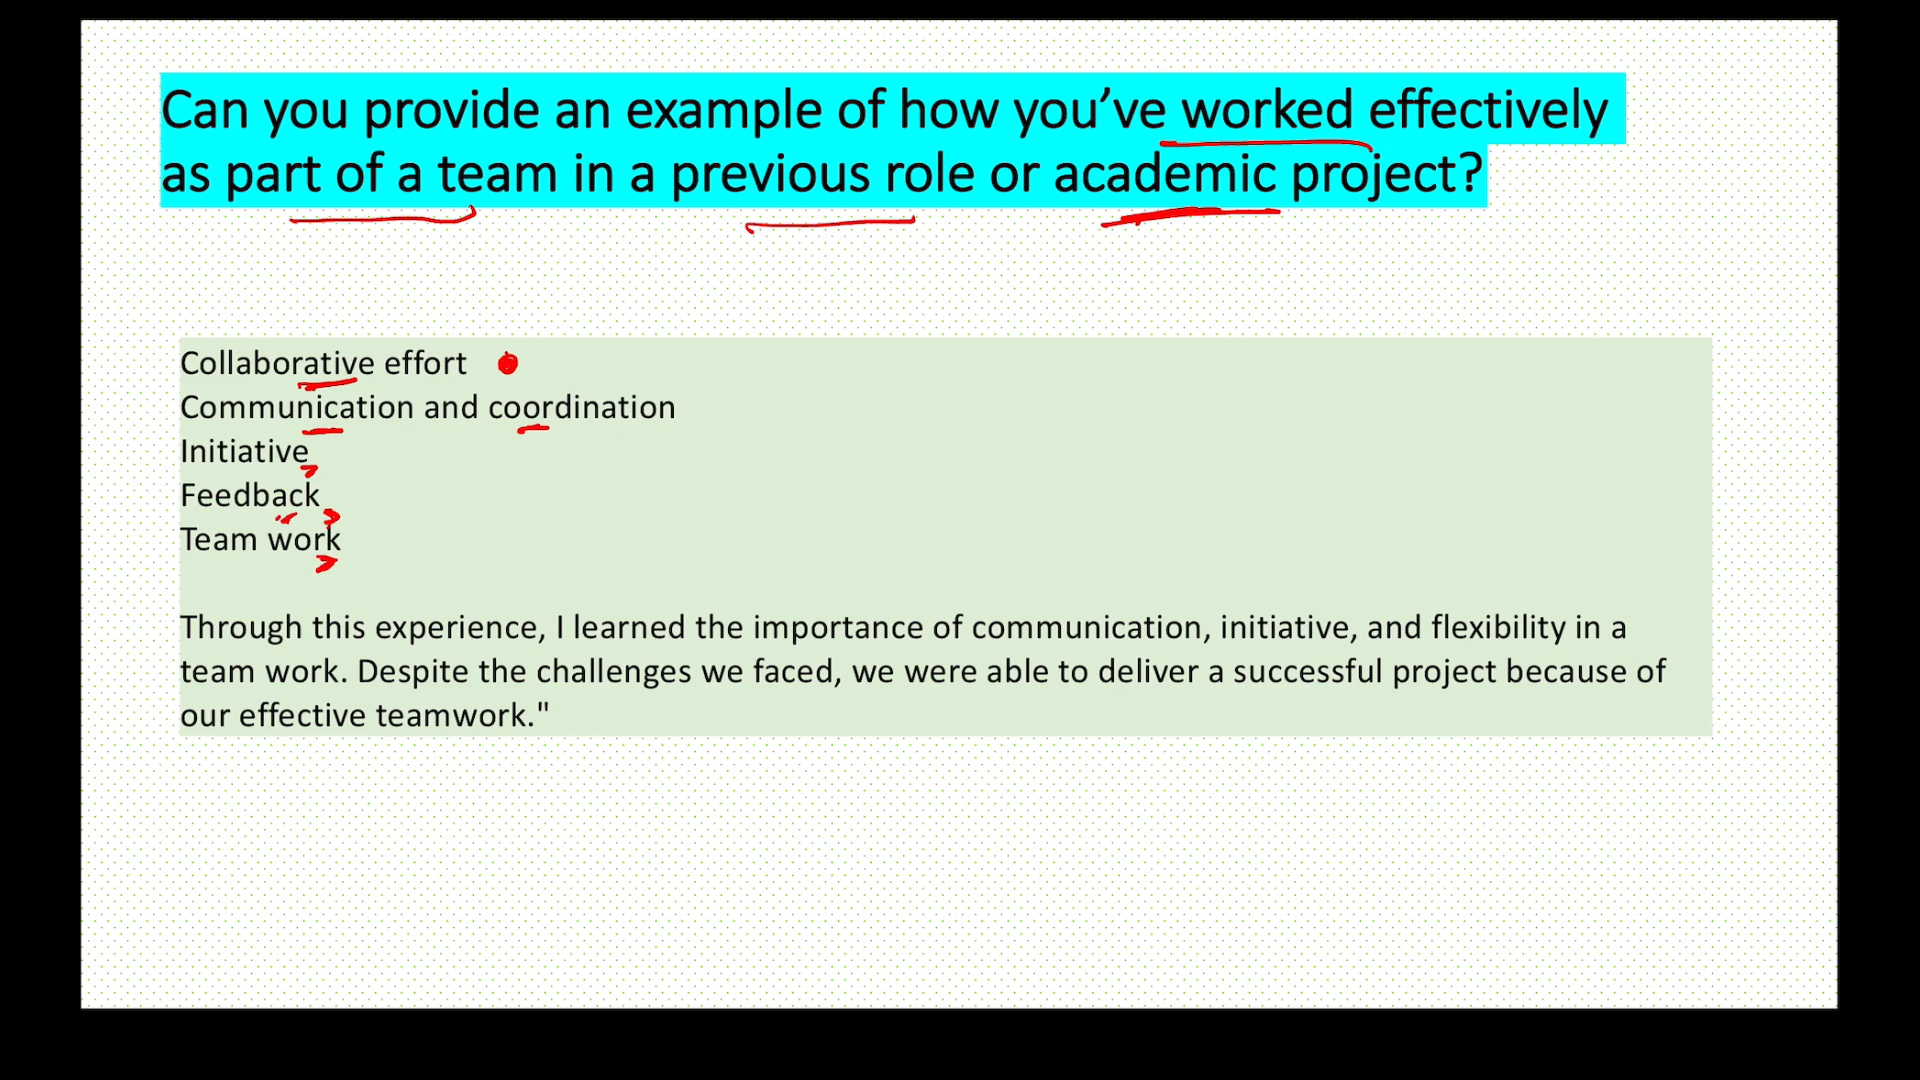 Can you provide an example of how you’ve worked effectively
as part of a team in a previous role or academic project?
Collaborative effort
Communication and coordination
Initiative
Feedback
Team work
Through this experience, I learned the importance of communication, initiative, and flexibility in a
team work. Despite the challenges we faced, we were able to deliver a successful project because of
our effective teamwork."